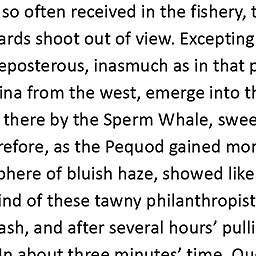 so often received in the fishery,
ards shoot out of view. Excepting
eposterous, inasmuch as in that p
ina from the west, emerge into th
there by the Sperm Whale, swee
refore, as the Pequod gained mor
phere of bluish haze, showed like
ind of these tawny philanthropist
ash, and after several hours’ pulli
In about three minutes’ time, Que